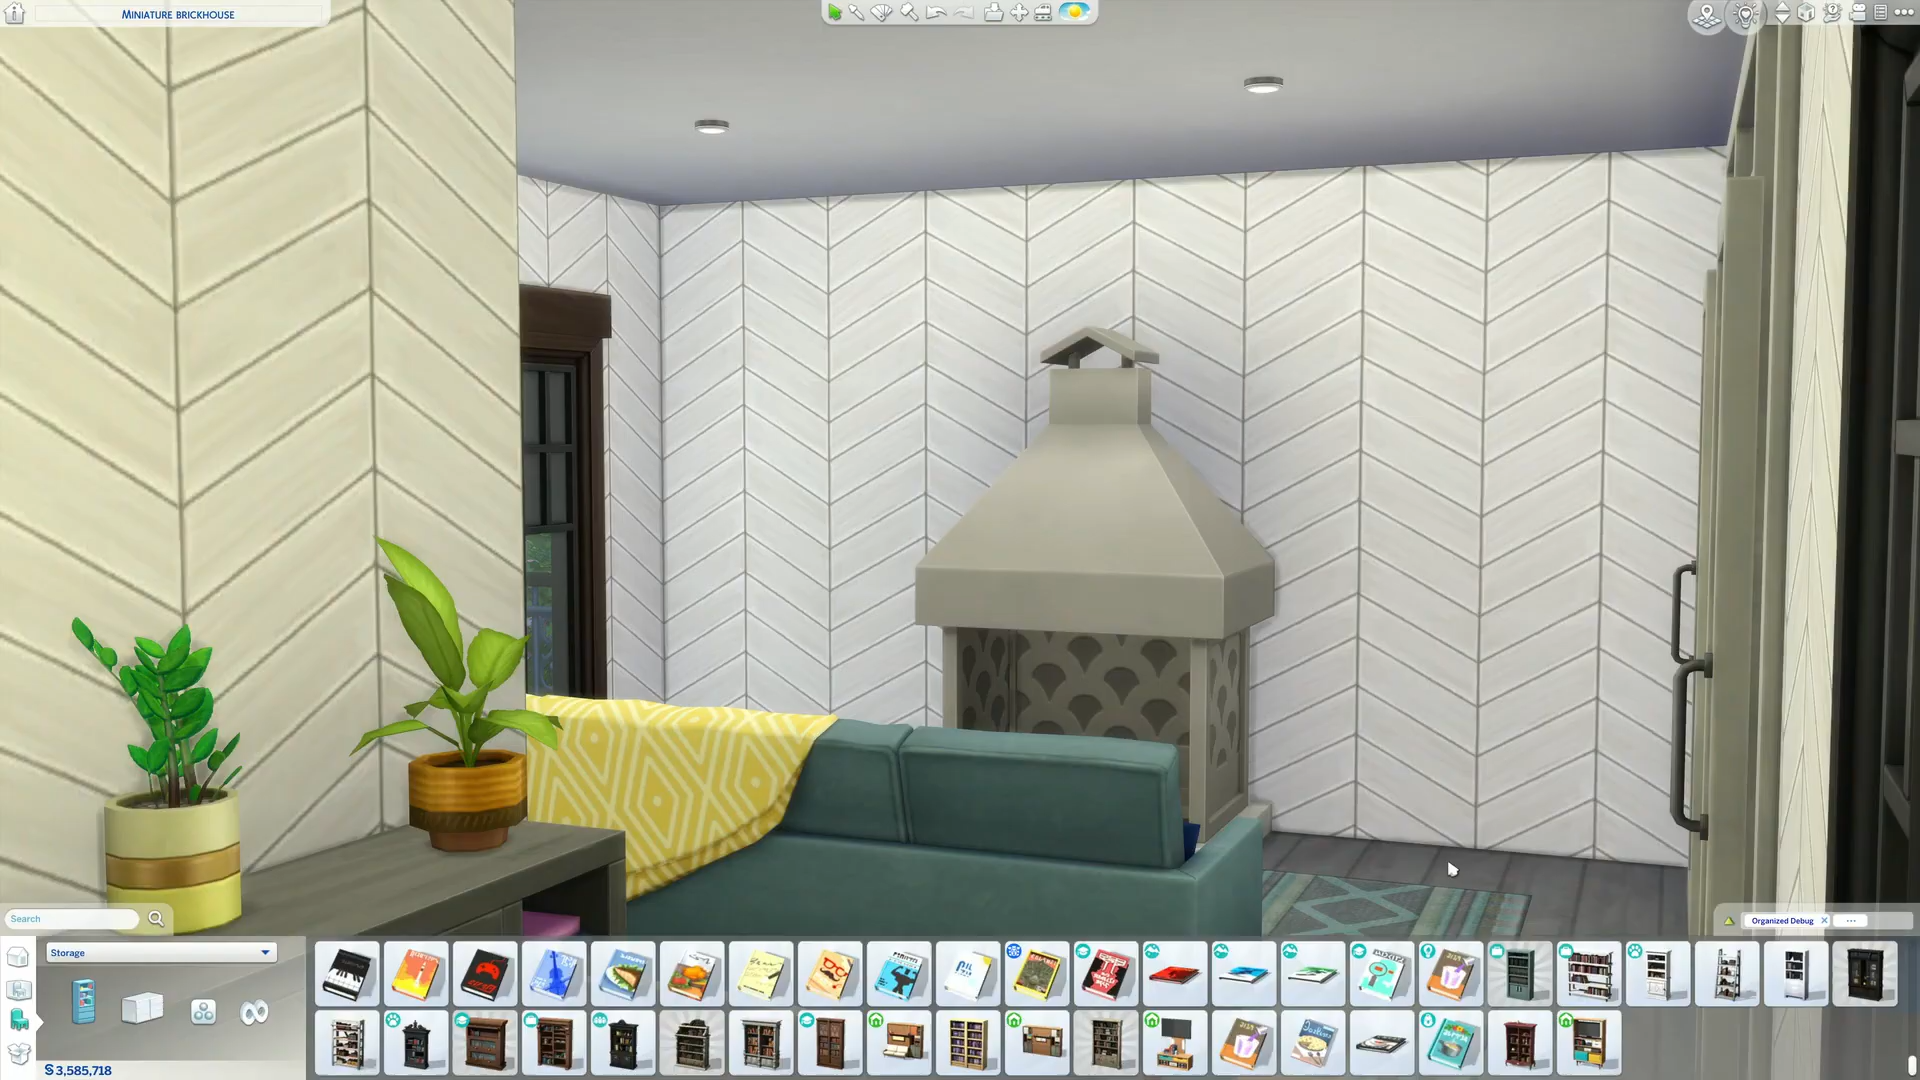 MINIATURE BRICKHOUSE
Search
Organized Debug
Storage
3,585,718